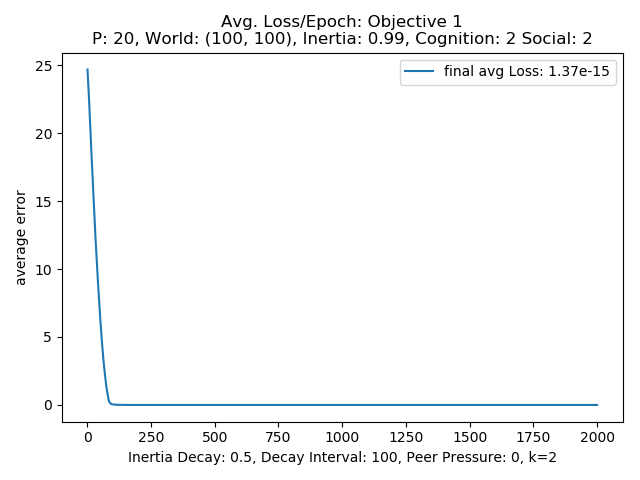 Avg. Loss/Epoch: Objective 1
P: 20, World: (100, 100), Inertia: 0.99, Cognition: 2 Social: 2
final avg Loss: 1.37e-15
average error
25
20
15
10
5
0
0 250 500 750 1000 1250 1500 1750 2000
Inertia Decay: 0.5, Decay Interval: 100, Peer Pressure: 0, k=2